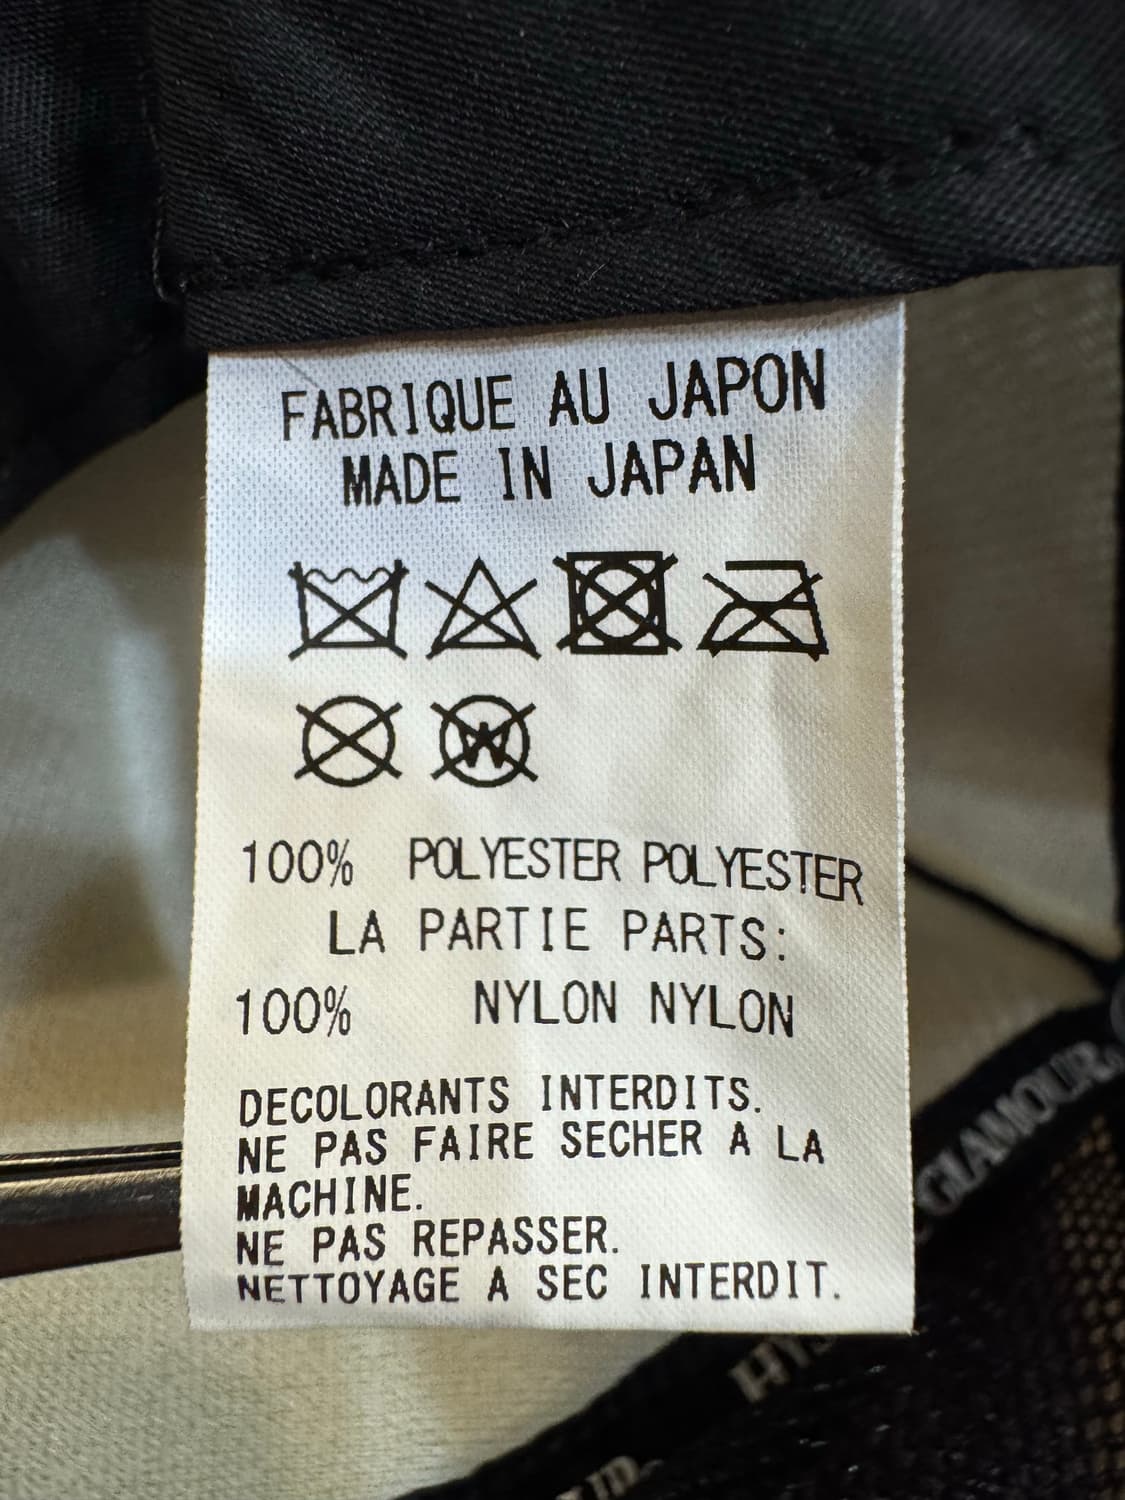 FABRIQUE AU JAPON
MADE IN JAPAN
W
100% POLYESTER POLYESTER
LA PARTIE PARTS:
100% NYLON NYLON
DECOLORANTS INTERDITS.
NE PAS FAIRE SECHER A LA
MACHINE.
NE PAS REPASSER.
NETTOYAGE A SEC INTERDIT.
GLAMOUR